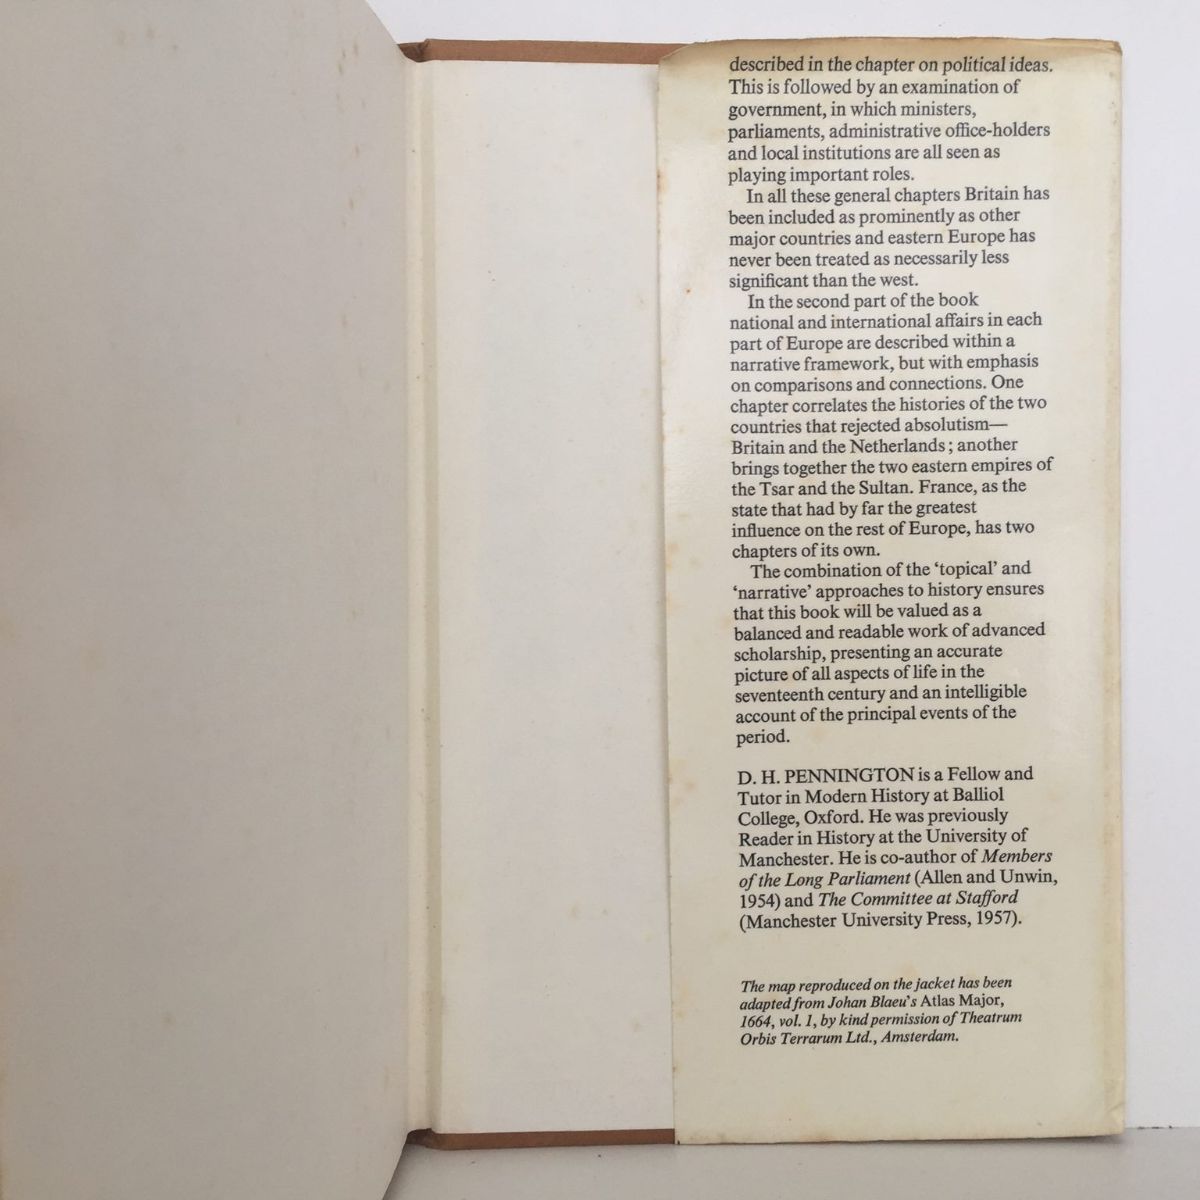 described in the chapter on political ideas.
This is followed by an examination of
government, in which ministers,
parliaments, administrative office-holders
and local institutions are all seen as
playing important roles.
In all these general chapters Britain has
been included as prominently as other
major countries and eastern Europe has
never been treated as necessarily less
significant than the west.
In the second part of the book
national and international affairs in each
part of Europe are described within a
narrative framework, but with emphasis
on comparisons and connections. One
chapter correlates the histories of the two
countries that rejected absolutism—
Britain and the Netherlands; another
brings together the two eastern empires of
the Tsar and the Sultan. France, as the
state that had by far the greatest
influence on the rest of Europe, has two
chapters of its own.
The combination of the ‘topical’ and
‘narrative’ approaches to history ensures
that this book will be valued as a
balanced and readable work of advanced
scholarship, presenting an accurate
picture of all aspects of life in the
seventeenth century and an intelligible
account of the principal events of the
period.
D. H. PENNINGTON is a Fellow and
Tutor in Modern History at Balliol
College, Oxford. He was previously
Reader in History at the University of
Manchester. He is co-author of Members
of the Long Parliament (Allen and Unwin,
1954) and The Committee at Stafford
(Manchester University Press, 1957).
The map reproduced on the jacket has been
adapted from Johan Blaeu's Atlas Major,
1664, vol. 1, by kind permission of Theatrum
Orbis Terrarum Ltd., Amsterdam.